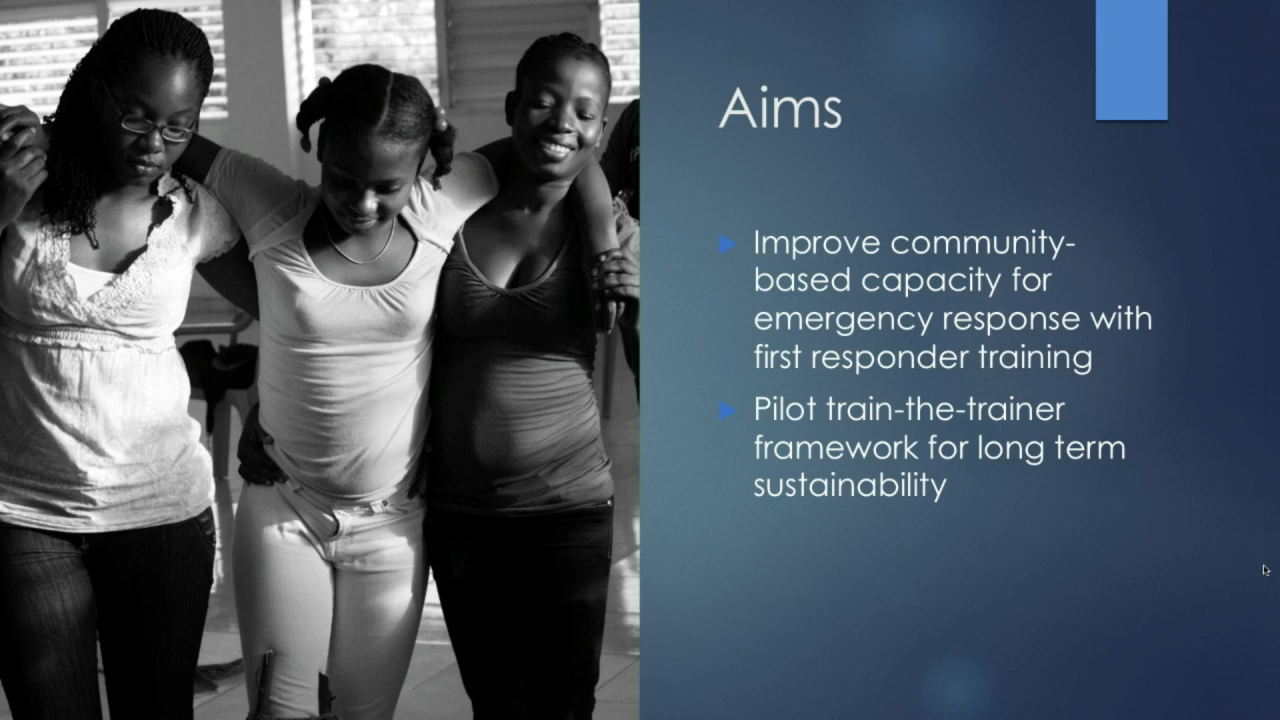 Aims
Improve community-
based capacity for
emergency response with
first responder training
Pilot train-the-trainer
framework for long term
sustainability